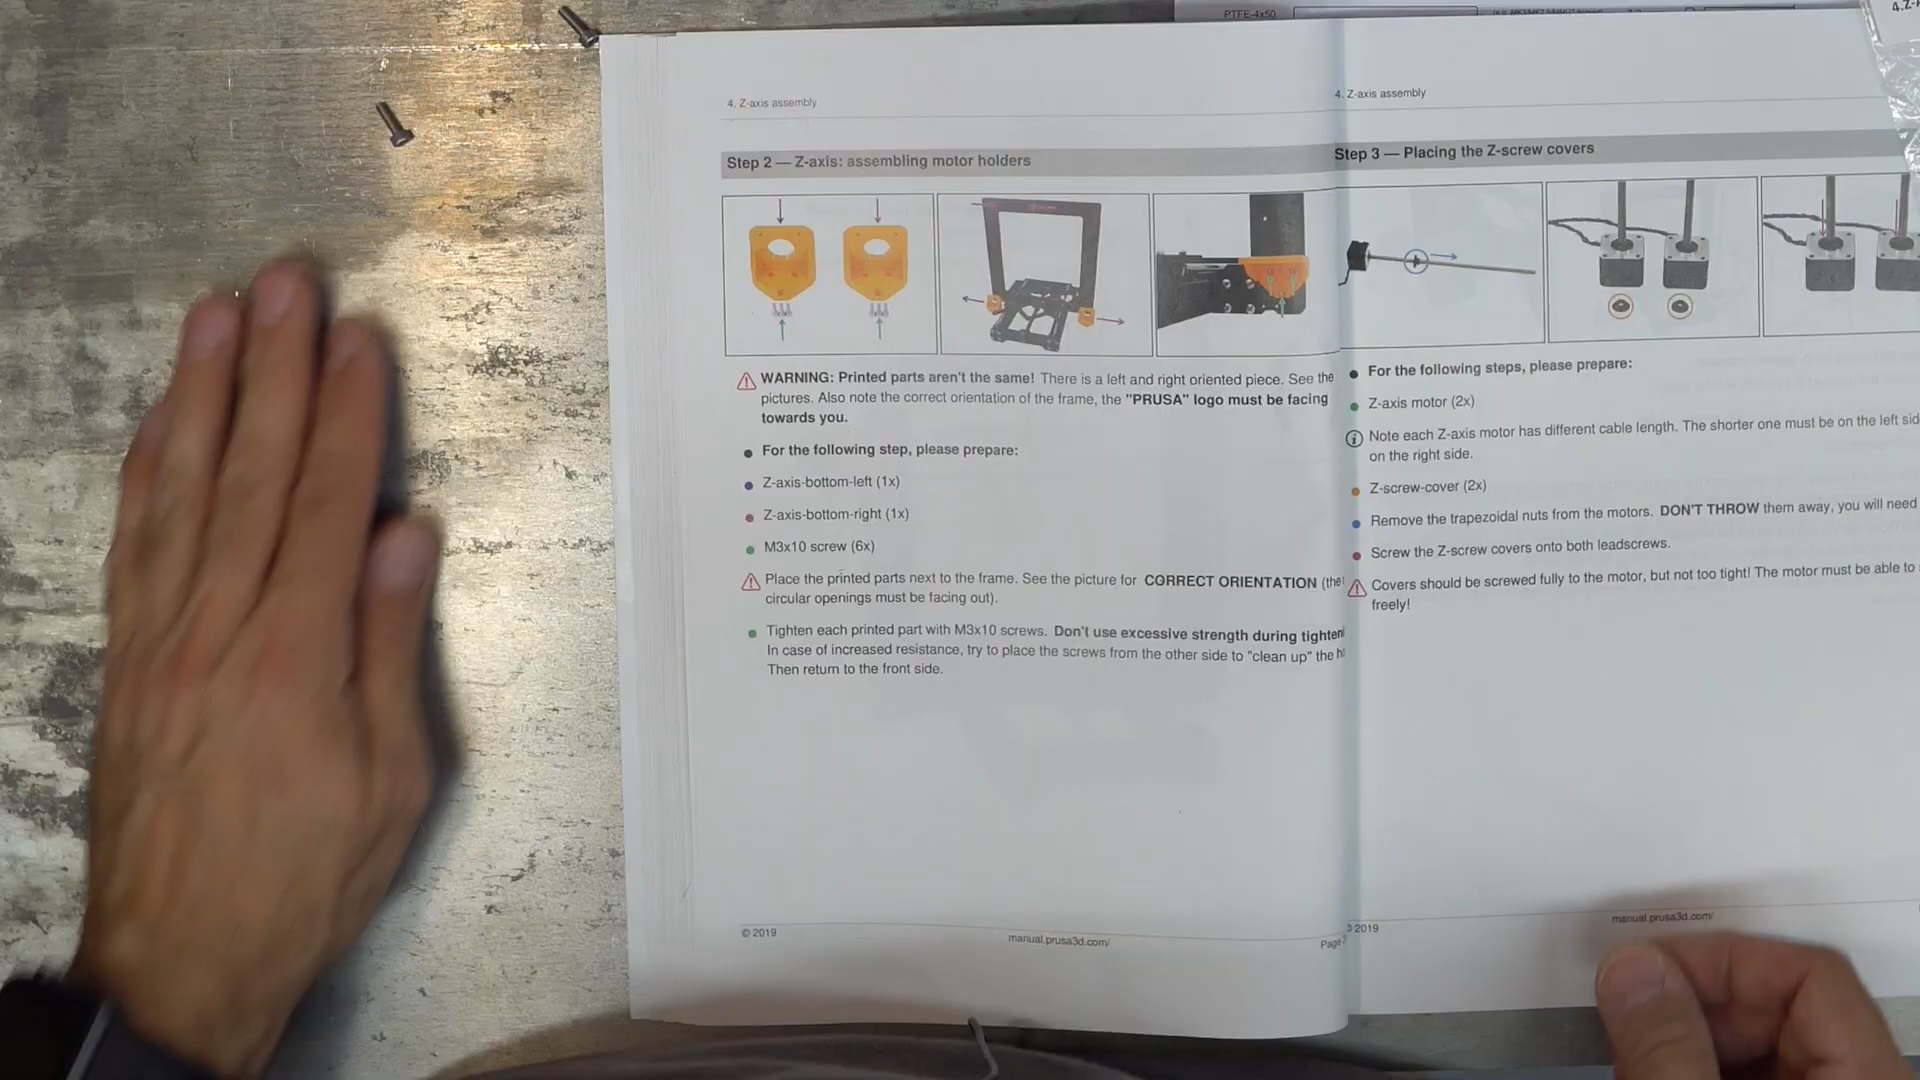 PTFE-4x50
4. Z-axis assembly
Step 2 — Z-axis: assembling motor holders
WARNING: Printed parts aren't the same! There is a left and right oriented piece. See the
pictures. Also note the correct orientation of the frame, the "PRUSA" logo must be facing
towards you.
For the following step, please prepare:
Z-axis-bottom-left (1x)
Z-axis-bottom-right (1x)
M3x10 screw (6x)
Place the printed parts next to the frame. See the picture for CORRECT ORIENTATION (the
circular openings must be facing out).
Tighten each printed part with M3x10 screws. Don't use excessive strength during
In case of increased resistance, try to place the screws from the other side to "clean up" the
Then return to the front side.
© 2019
manual.prusa3d.com/
Page
4. Z-axis assembly
Step 3 — Placing the Z-screw covers
For the following steps, please prepare:
Z-axis motor (2x)
Note each Z-axis motor has different cable length. The shorter one must be on the left
on the right side.
Z-screw-cover (2x)
Remove the trapezoidal nuts from the motors. DON'T THROW them away, you will need
Screw the Z-screw covers onto both leadscrews.
Covers should be screwed fully to the motor, but not too tight! The motor must be able to
freely!
2019
manual.prusa3d.com/